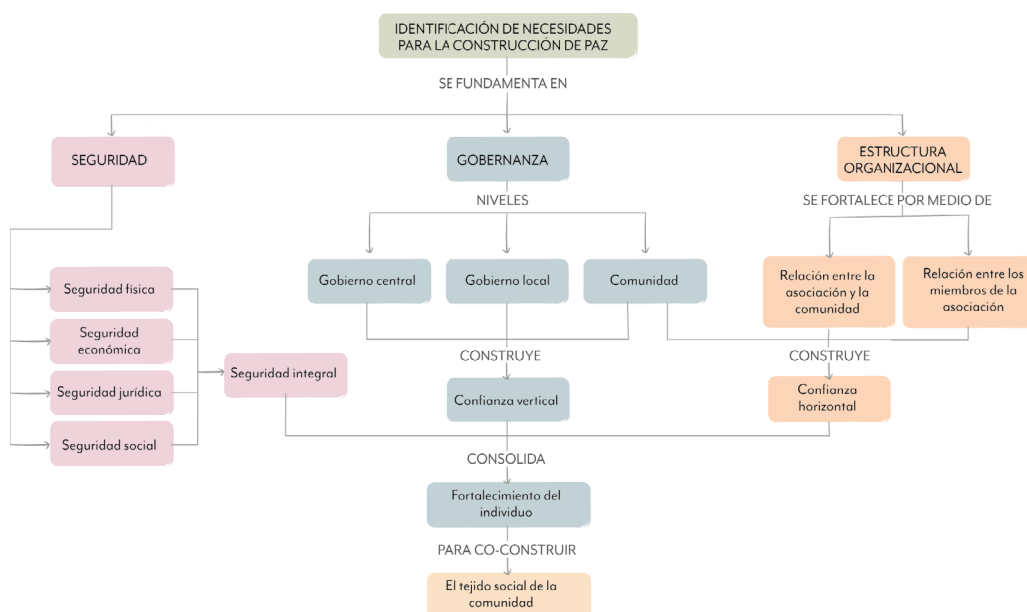 IDENTIFICACIÓN DE NECESIDADES
PARA LA CONSTRUCCIÓN DE PAZ
SE FUNDAMENTA EN
SEGURIDAD
GOBERNANZA
ESTRUCTURA
ORGANIZACIONAL
NIVELES
SE FORTALECE POR MEDIO DE
Gobierno central
Gobierno local
Comunidad
Relación entre la
asociación y la
comunidad
Relación entre los
miembros de la
asociación
Seguridad física
Seguridad
económica
Seguridad jurídica
Seguridad social
Seguridad integral
CONSTRUYE
CONSTRUYE
Confianza vertical
Confianza
horizontal
CONSOLIDA
Fortalecimiento del
individuo
PARA CO-CONSTRUIR
El tejido social de la
comunidad